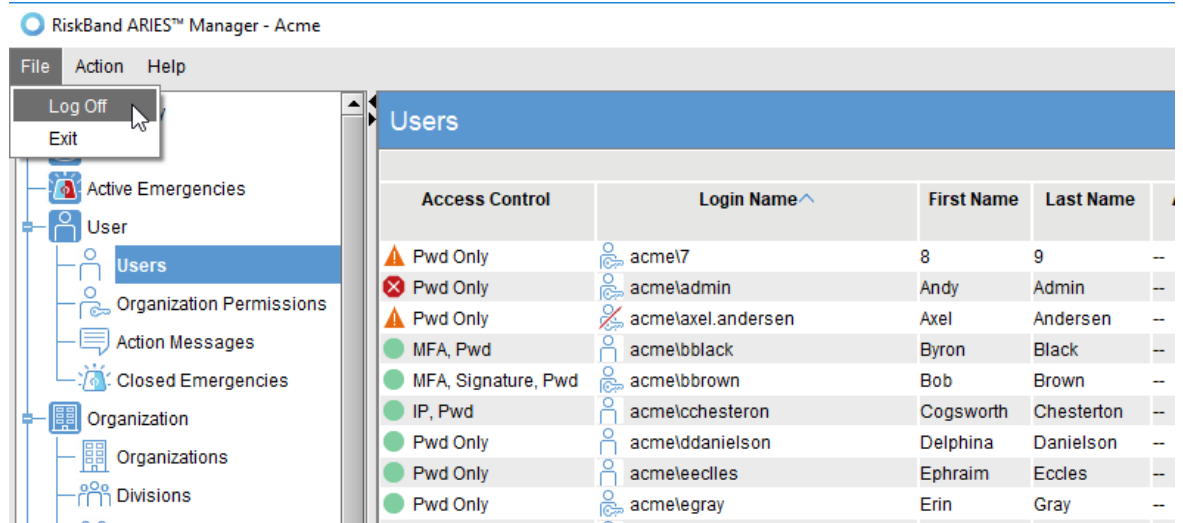 RiskBand ARIES™ Manager - Acme
File Action Help
Log Off
Exit
Active Emergencies
User
Users
Organization Permissions
Action Messages
Closed Emergencies
Organization
Organizations
Divisions
Users
Access Control Login Name First Name Last Name
Pwd Only acme\7 8 9 --
Pwd Only acme\admin Andy Admin --
Pwd Only acme\axel.andersen Axel Andersen --
MFA, Pwd acme\bblack Byron Black --
MFA, Signature, Pwd acme\bbrown Bob Brown --
IP, Pwd acme\cchesteron Cogsworth Chesterton --
Pwd Only acme\ddanielson Delphina Danielson --
Pwd Only acme\eeclles Ephraim Eccles --
Pwd Only acme\egray Erin Gray --